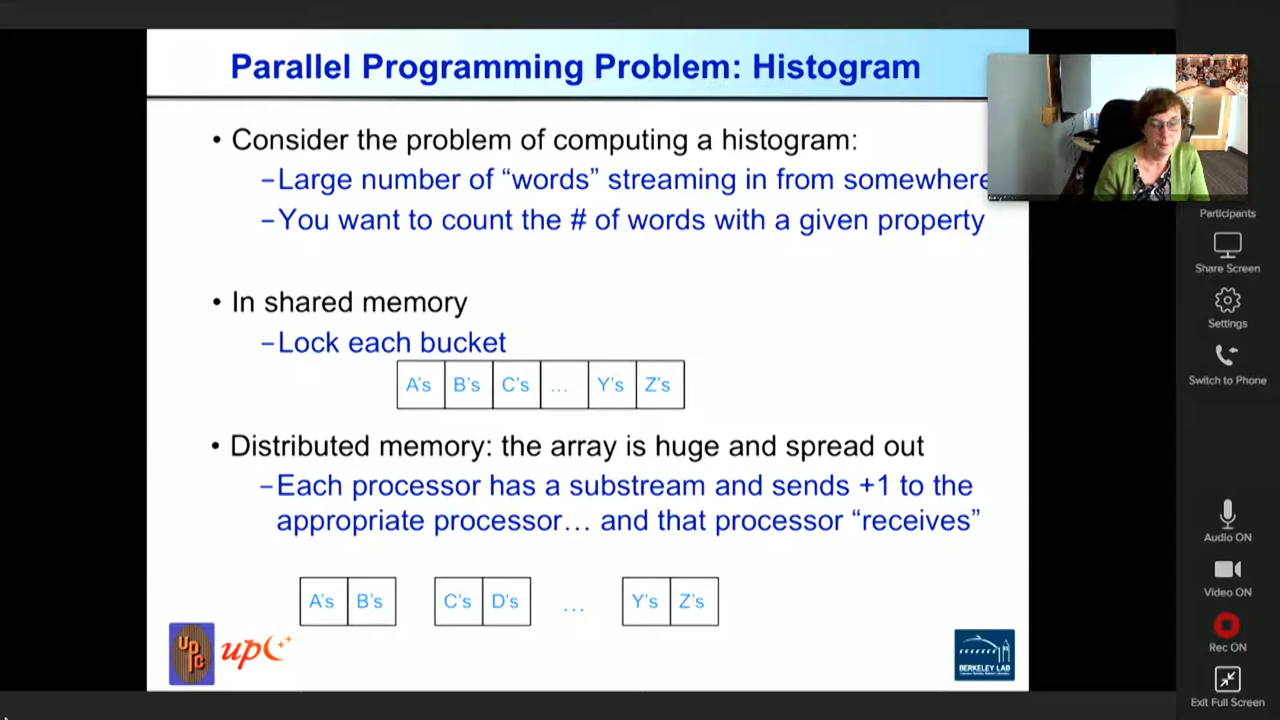 Parallel Programming Problem: Histogram
• Consider the problem of computing a histogram:
–Large number of “words” streaming in from somewhere
–You want to count the # of words with a given property
• In shared memory
–Lock each bucket
A's B's C's … Y's Z's
• Distributed memory: the array is huge and spread out
–Each processor has a substream and sends +1 to the
appropriate processor… and that processor “receives”
A's B's C's D's … Y's Z's
UPC
upc++
BERKELEY LAB
Participants
Share Screen
Settings
Switch to Phone
Audio ON
Video ON
Rec ON
Exit Full Screen